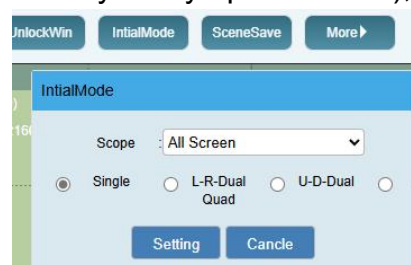 UnlockWin IntialMode SceneSave More
IntialMode
Scope : All Screen
Single L-R-Dual U-D-Dual
Quad
Setting Cancle